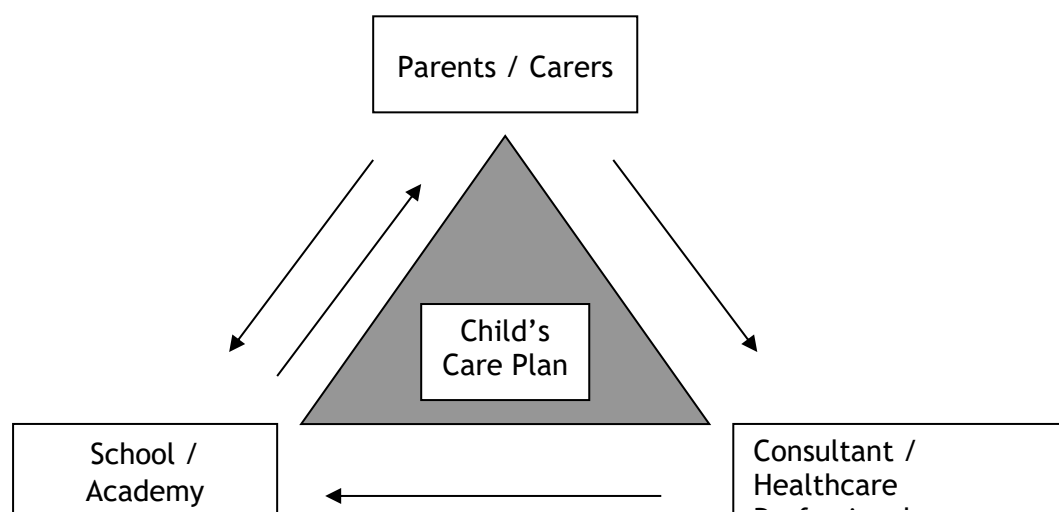 Parents / Carers
Child’s
Care Plan
School /
Academy
Consultant /
Healthcare